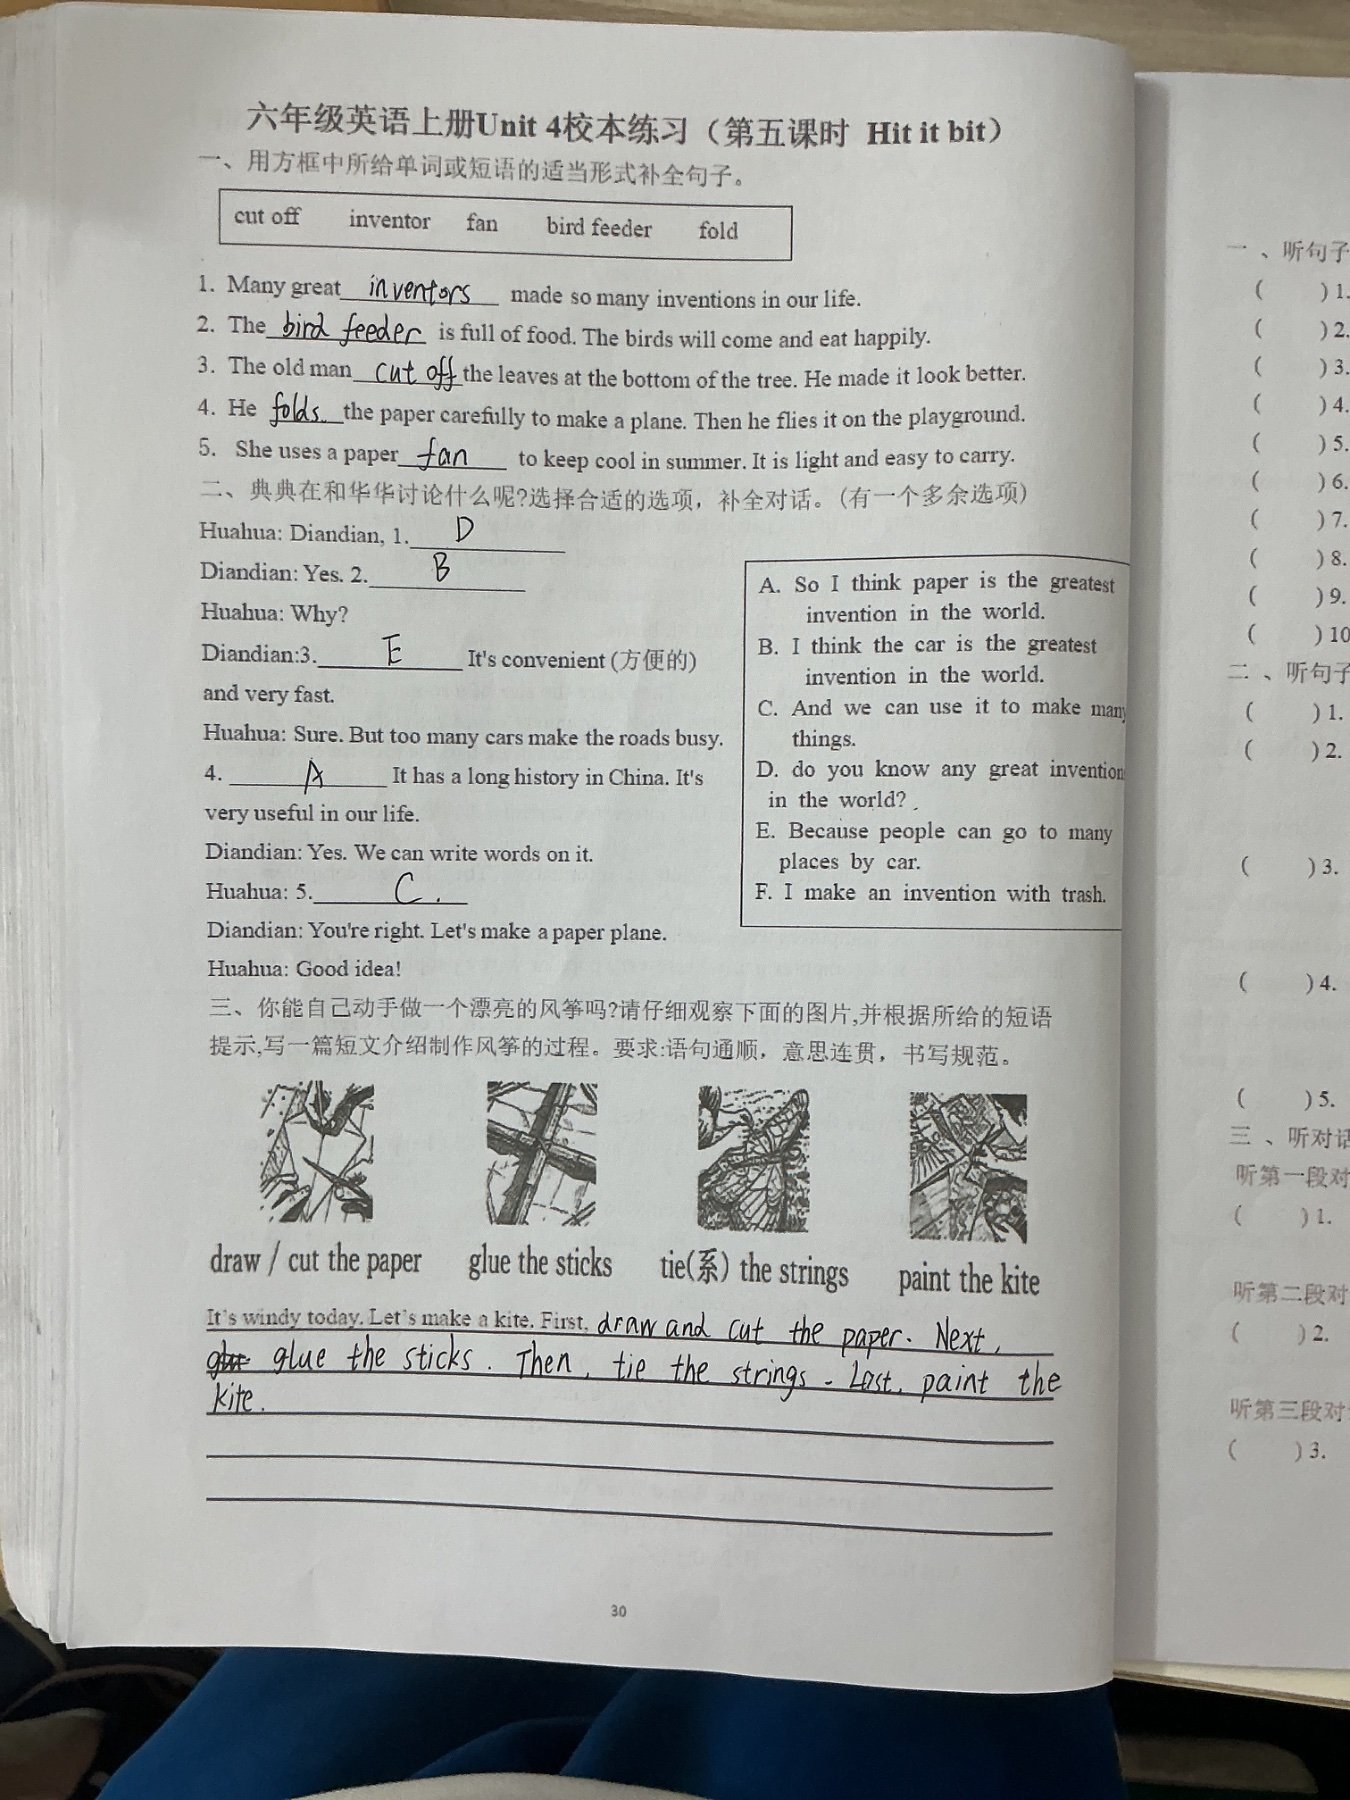 六年级英语上册Unit 4校本练习（第五课时 Hit it bit）
一、用方框中所给单词或短语的适当形式补全句子。
cut off inventor fan bird feeder fold
1. Many great inventors made so many inventions in our life.
2. The bird feeder is full of food. The birds will come and eat happily.
3. The old man cut off the leaves at the bottom of the tree. He made it look better.
4. He folds. the paper carefully to make a plane. Then he flies it on the playground.
5. She uses a paper fan to keep cool in summer. It is light and easy to carry.
二、典典在和华华讨论什么呢?选择合适的选项，补全对话。(有一个多余选项)
Huahua: Diandian, 1. D
Diandian: Yes. 2. B
Huahua: Why?
Diandian:3. E It's convenient (方便的)
and very fast.
Huahua: Sure. But too many cars make the roads busy.
4. A It has a long history in China. It's
very useful in our life.
Diandian: Yes. We can write words on it.
Huahua: 5. C.
Diandian: You're right. Let's make a paper plane.
Huahua: Good idea!
A. So I think paper is the greatest
invention in the world.
B. I think the car is the greatest
invention in the world.
C. And we can use it to make many
things.
D. do you know any great invention
in the world?
E. Because people can go to many
places by car.
F. I make an invention with trash.
三、你能自己动手做一个漂亮的风筝吗?请仔细观察下面的图片,并根据所给的短语
提示,写一篇短文介绍制作风筝的过程。要求:语句通顺，意思连贯，书写规范。
draw / cut the paper glue the sticks tie(系) the strings paint the kite
It's windy today. Let's make a kite. First, draw and cut the paper. Next,
glue the sticks. Then, tie the strings. Last, paint the
kite.
30
一 、听句子
( ) 1.
( ) 2.
( ) 3.
( ) 4.
( ) 5.
( ) 6.
( ) 7.
( ) 8.
( ) 9.
( ) 10
二 、听句子
( ) 1.
( ) 2.
( ) 3.
( ) 4.
( ) 5.
三 、听对话
听第一段对
( ) 1.
听第二段对
( ) 2.
听第三段对
( ) 3.